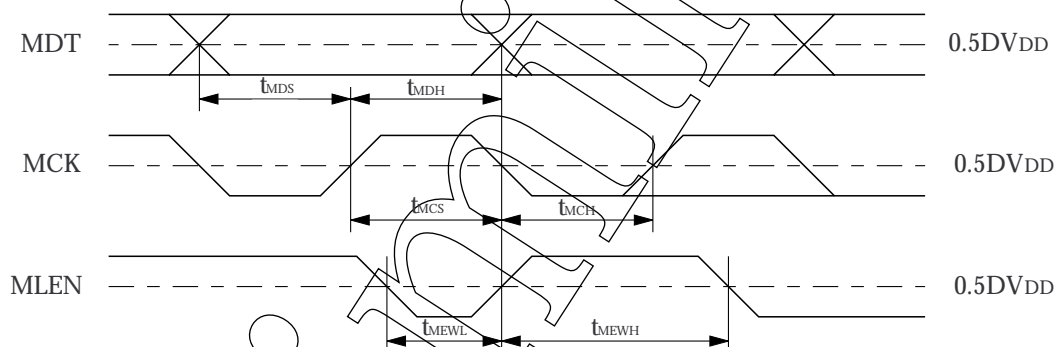 MDT 0.5DVDD
tMDS tMDH
MCK 0.5DVDD
tMCS tMCH
MLEN 0.5DVDD
tMEWL tMEWH